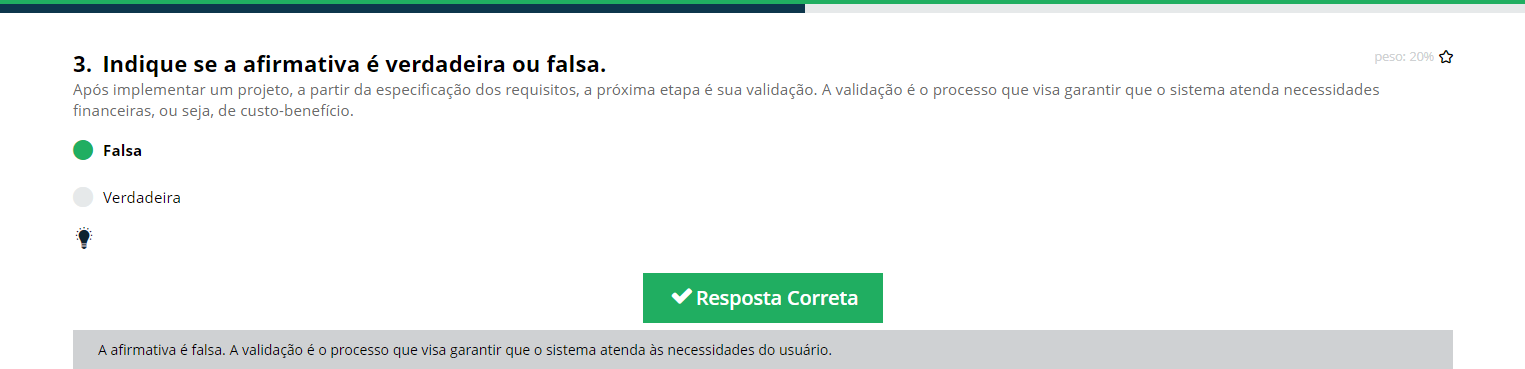 3. Indique se a afirmativa é verdadeira ou falsa.
peso: 20%
Após implementar um projeto, a partir da especificação dos requisitos, a próxima etapa é sua validação. A validação é o processo que visa garantir que o sistema atenda necessidades
financeiras, ou seja, de custo-benefício.
Falsa
Verdadeira
Resposta Correta
A afirmativa é falsa. A validação é o processo que visa garantir que o sistema atenda às necessidades do usuário.